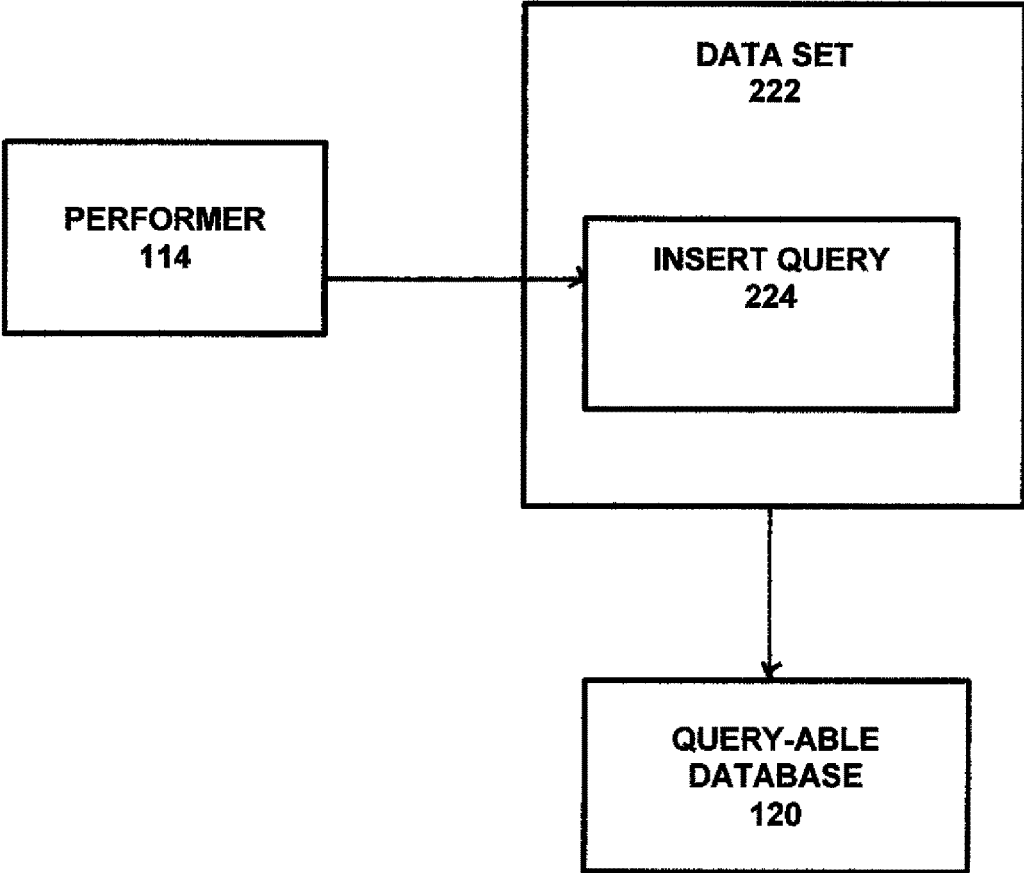 DATA SET
222
PERFORMER
114
INSERT QUERY
224
QUERY-ABLE
DATABASE
120